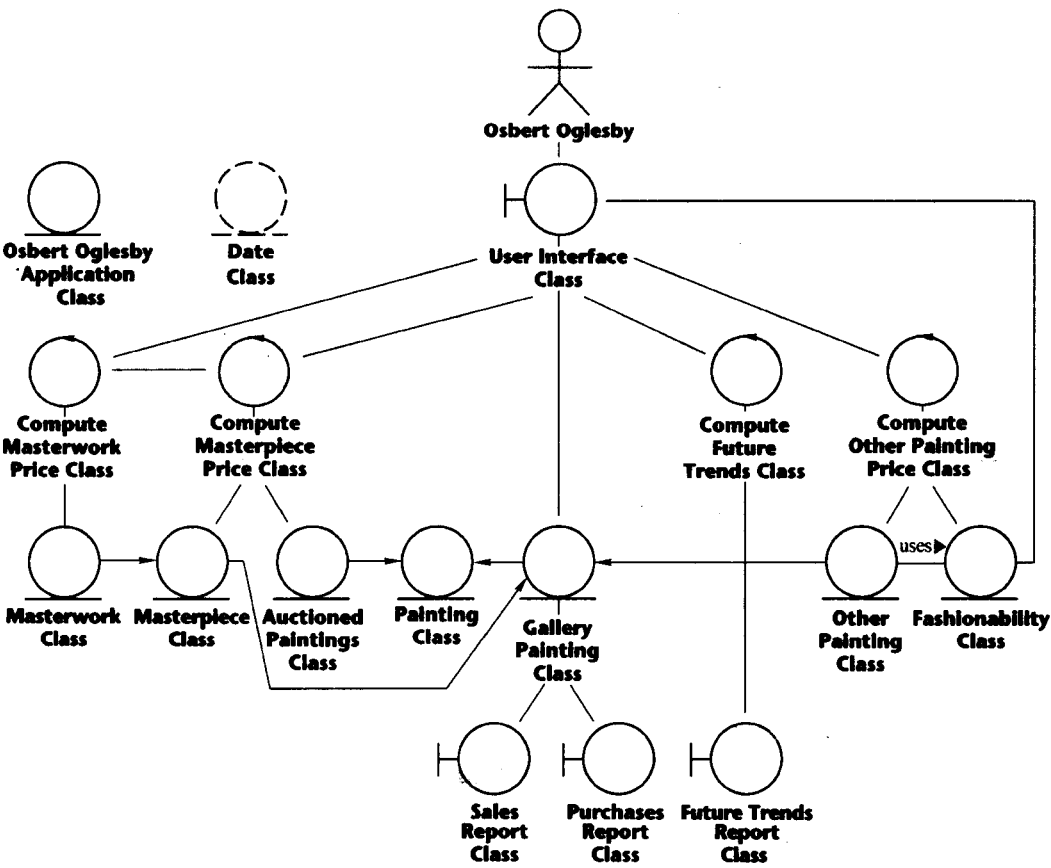 Osbert Oglesby
Osbert Oglesby
Application
Class
Date
Class
User Interface
Class
Compute
Masterwork
Price Class
Compute
Masterpiece
Price Class
Compute
Future
Trends Class
Compute
Other Painting
Price Class
uses
Masterwork
Class
Masterpiece
Class
Auctioned
Paintings
Class
Painting
Class
Gallery
Painting
Class
Other
Painting
Class
Fashionability
Class
Sales
Report
Class
Purchases
Report
Class
Future Trends
Report
Class